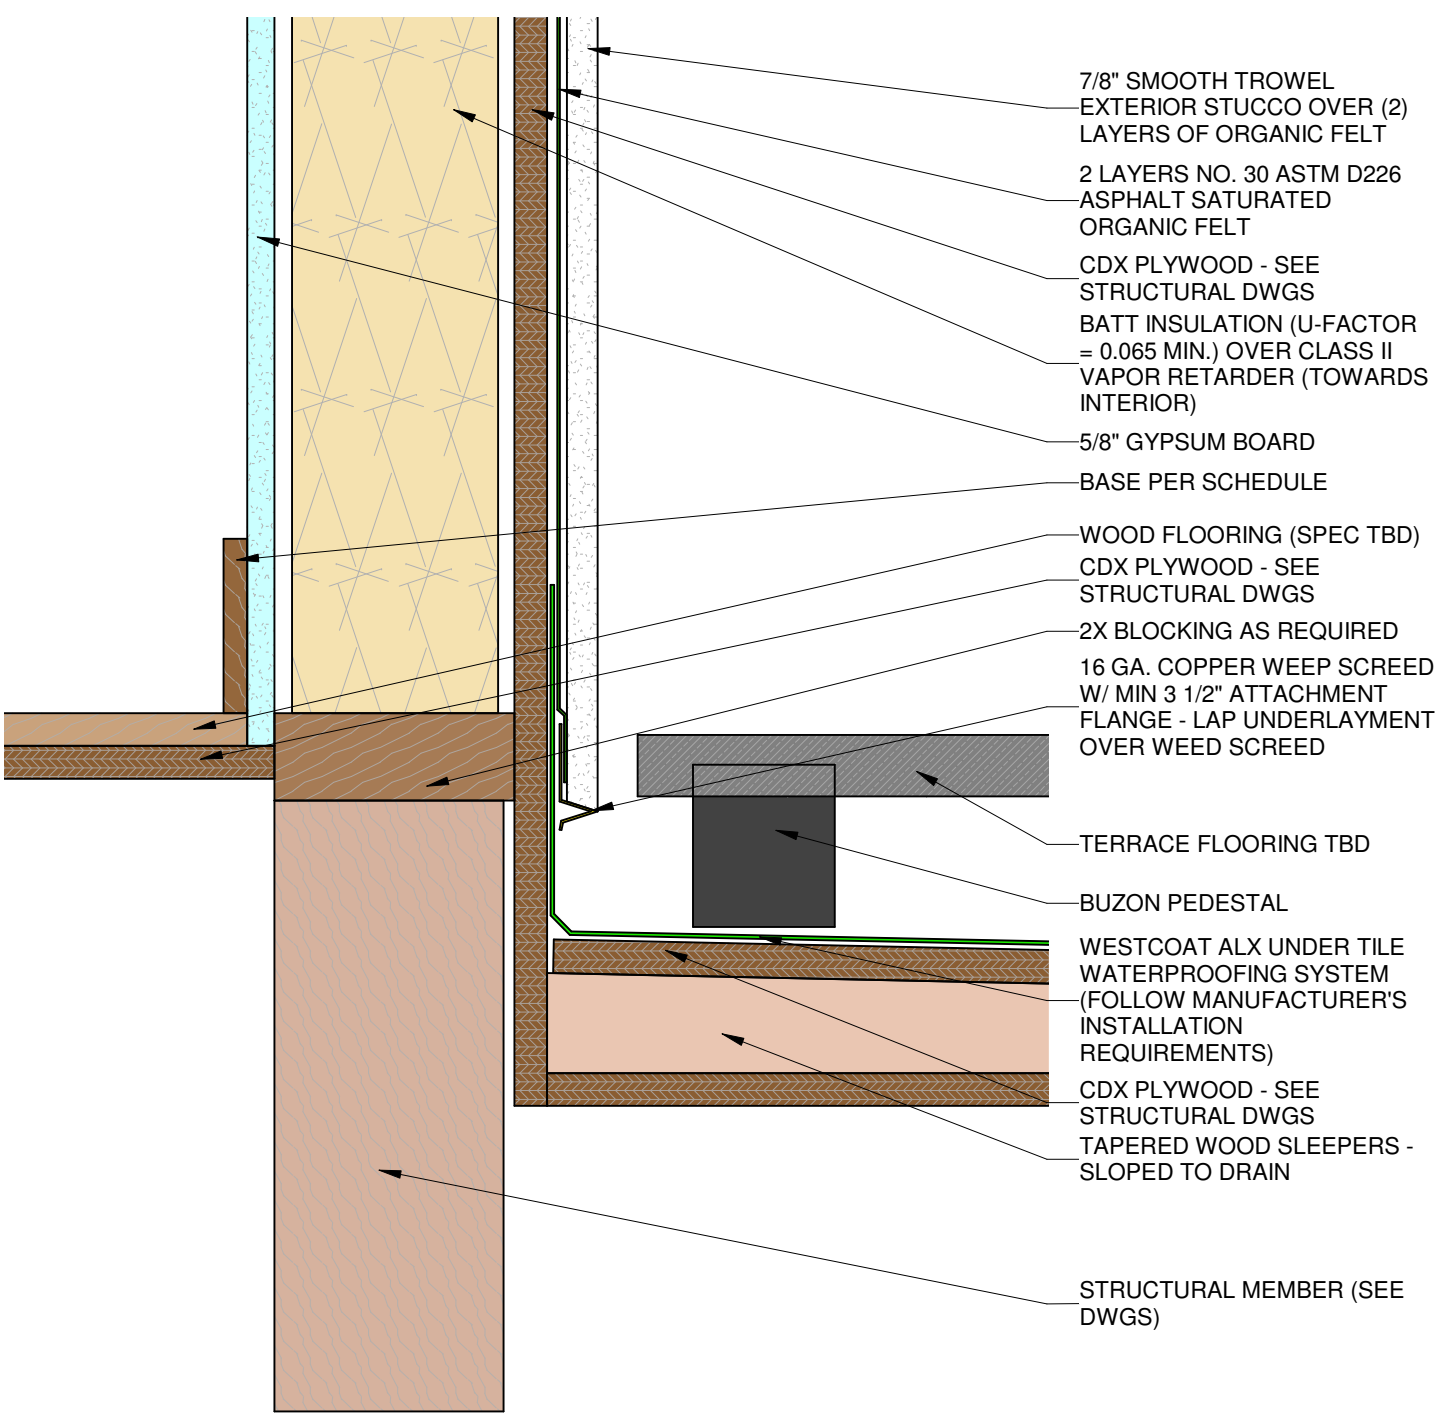 7/8" SMOOTH TROWEL
EXTERIOR STUCCO OVER (2)
LAYERS OF ORGANIC FELT
2 LAYERS NO. 30 ASTM D226
ASPHALT SATURATED
ORGANIC FELT
CDX PLYWOOD - SEE
STRUCTURAL DWGS
BATT INSULATION (U-FACTOR
= 0.065 MIN.) OVER CLASS II
VAPOR RETARDER (TOWARDS
INTERIOR)
5/8" GYPSUM BOARD
BASE PER SCHEDULE
WOOD FLOORING (SPEC TBD)
CDX PLYWOOD - SEE
STRUCTURAL DWGS
2X BLOCKING AS REQUIRED
16 GA. COPPER WEEP SCREED
W/ MIN 3 1/2" ATTACHMENT
FLANGE - LAP UNDERLAYMENT
OVER WEED SCREED
TERRACE FLOORING TBD
BUZON PEDESTAL
WESTCOAT ALX UNDER TILE
WATERPROOFING SYSTEM
(FOLLOW MANUFACTURER'S
INSTALLATION
REQUIREMENTS)
CDX PLYWOOD - SEE
STRUCTURAL DWGS
TAPERED WOOD SLEEPERS -
SLOPED TO DRAIN
STRUCTURAL MEMBER (SEE
DWGS)